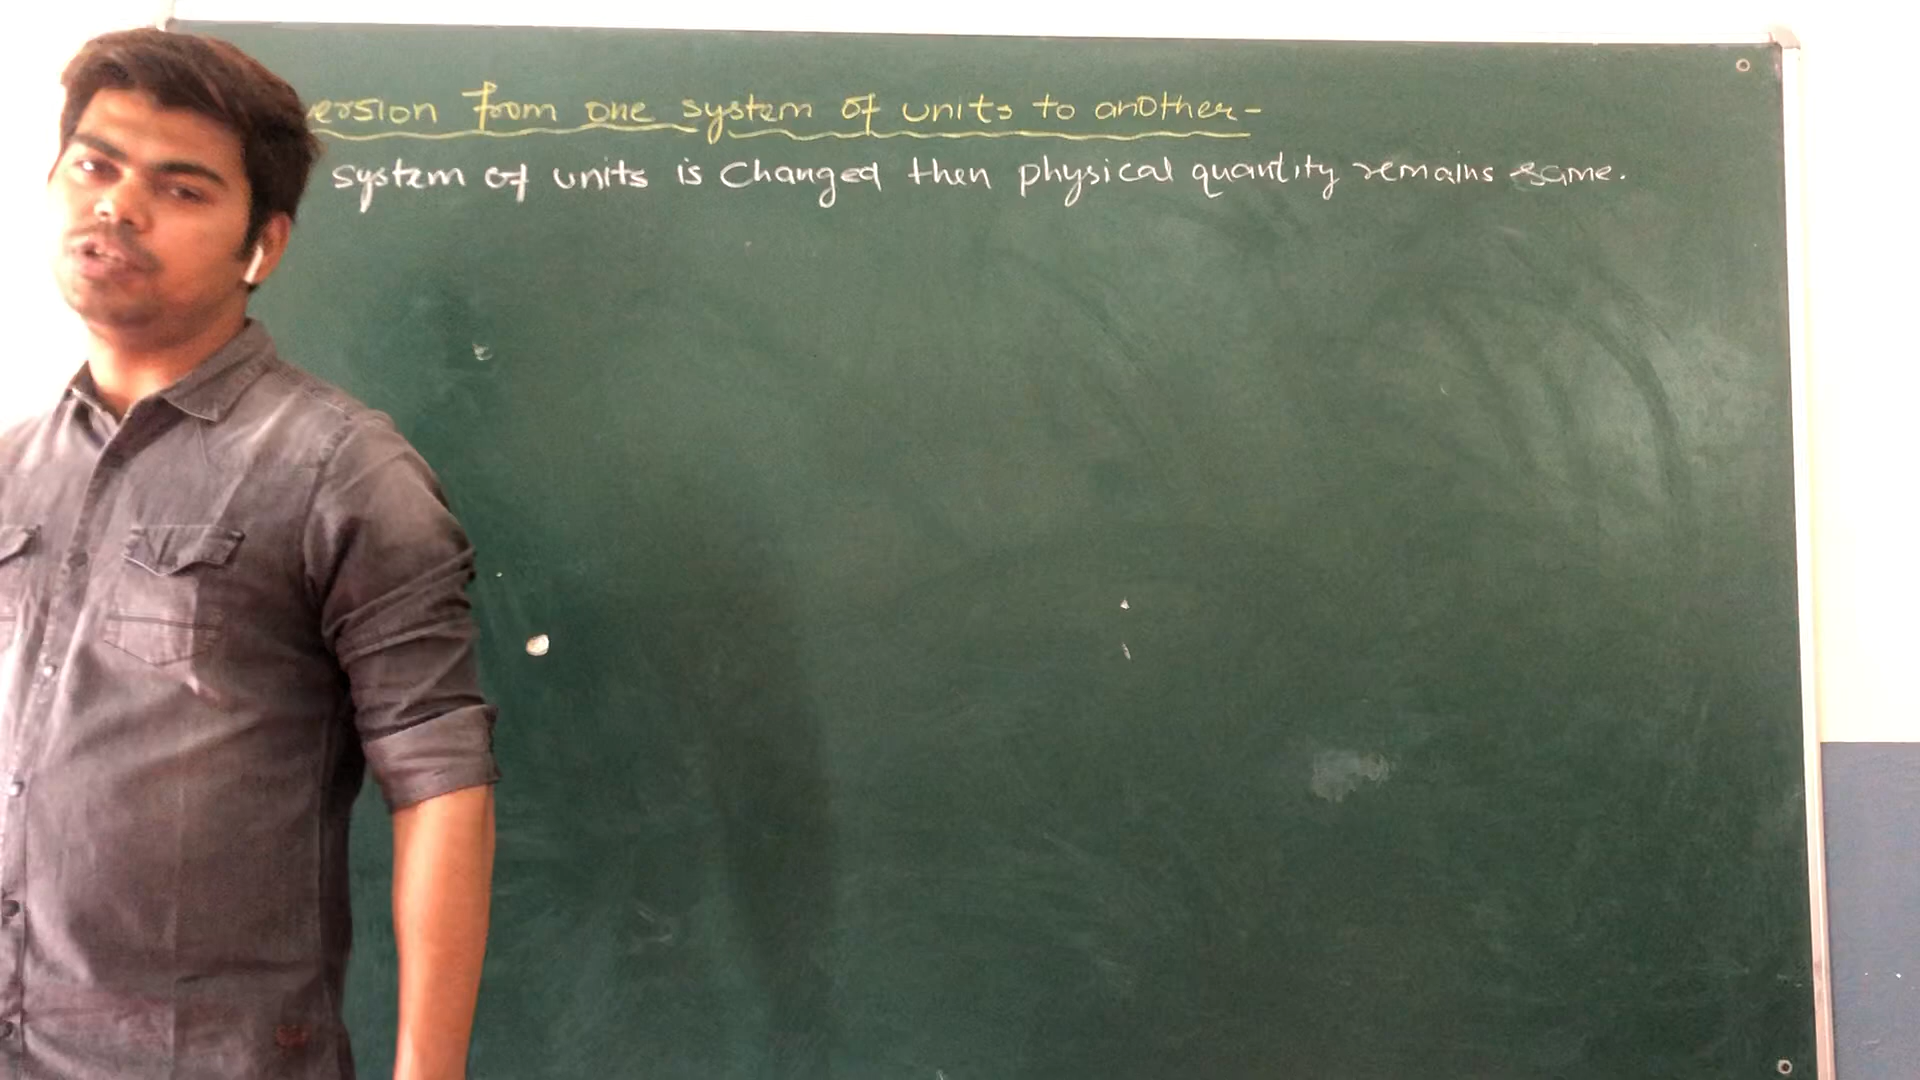 ersion from one system of units to another-
system of units is changed then physical quantity remains same.